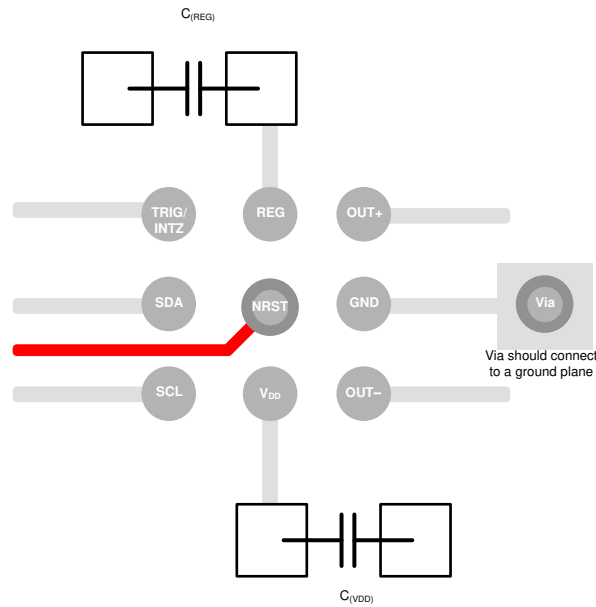 C(REG)
TRIG/
INTZ
REG
OUT+
SDA
NRST
GND
Via
Via should connect
to a ground plane
SCL
VDD
OUT−
C(VDD)